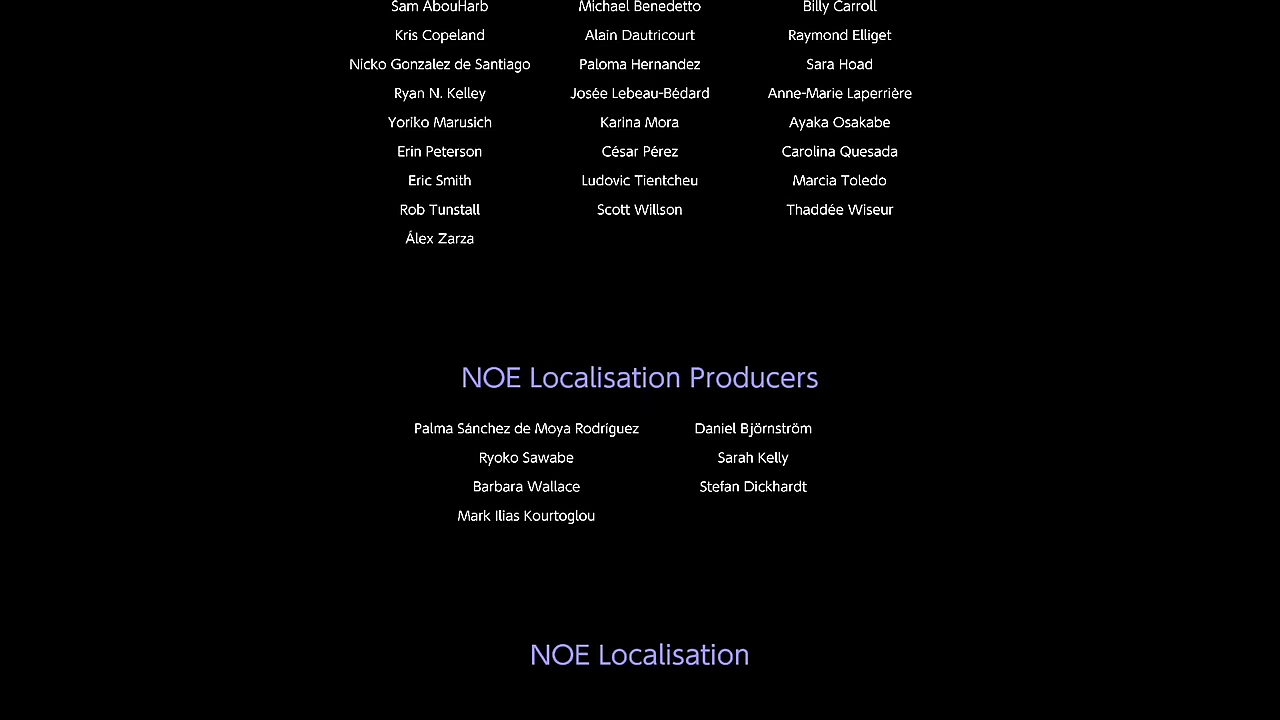 Sam AbouHarb Michael Benedetto Billy Carroll
Kris Copeland Alain Dautricourt Raymond Elliget
Nicko Gonzalez de Santiago Paloma Hernandez Sara Hoad
Ryan N. Kelley Josée Lebeau-Bédard Anne-Marie Laperrière
Yoriko Marusich Karina Mora Ayaka Osakabe
Erin Peterson César Pérez Carolina Quesada
Eric Smith Ludovic Tientcheu Marcia Toledo
Rob Tunstall Scott Willson Thaddée Wiseur
Álex Zarza
NOE Localisation Producers
Palma Sánchez de Moya Rodríguez Daniel Björnström
Ryoko Sawabe Sarah Kelly
Barbara Wallace Stefan Dickhardt
Mark Ilias Kourtoglou
NOE Localisation